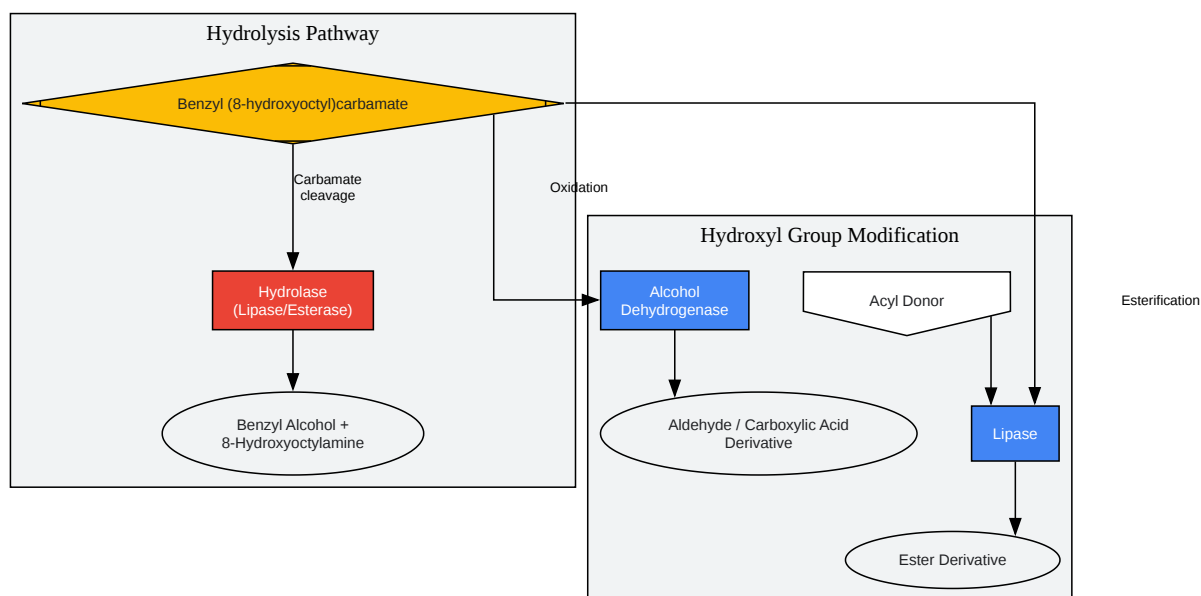 Hydrolysis Pathway
Benzyl (8-hydroxyoctyl)carbamate
Carbamate
cleavage
Oxidation
Hydroxyl Group Modification
Hydrolase
(Lipase/Esterase)
Alcohol
Dehydrogenase
Acyl Donor
Esterification
Benzyl Alcohol +
8-Hydroxyoctylamine
Aldehyde / Carboxylic Acid
Derivative
Lipase
Ester Derivative